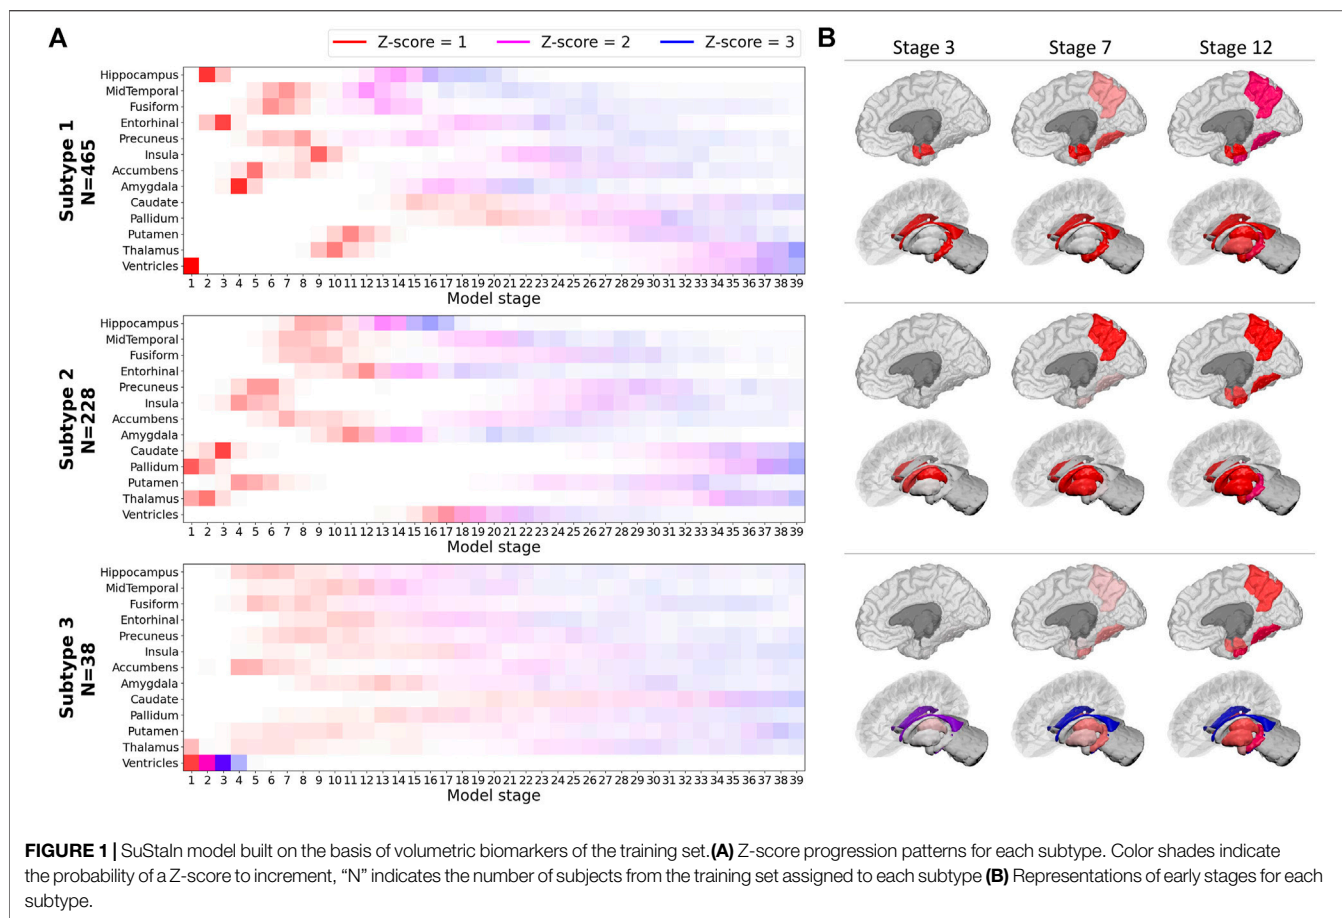 A
Z-score = 1 Z-score = 2 Z-score = 3
Subtype 1
N=465
Hippocampus
MidTemporal
Fusiform
Entorhinal
Precuneus
Insula
Accumbens
Amygdala
Caudate
Pallidum
Putamen
Thalamus
Ventricles
1 2 3 4 5 6 7 8 9 10 11 12 13 14 15 16 17 18 19 20 21 22 23 24 25 26 27 28 29 30 31 32 33 34 35 36 37 38 39
Model stage
Subtype 2
N=228
Hippocampus
MidTemporal
Fusiform
Entorhinal
Precuneus
Insula
Accumbens
Amygdala
Caudate
Pallidum
Putamen
Thalamus
Ventricles
1 2 3 4 5 6 7 8 9 10 11 12 13 14 15 16 17 18 19 20 21 22 23 24 25 26 27 28 29 30 31 32 33 34 35 36 37 38 39
Model stage
Subtype 3
N=38
Hippocampus
MidTemporal
Fusiform
Entorhinal
Precuneus
Insula
Accumbens
Amygdala
Caudate
Pallidum
Putamen
Thalamus
Ventricles
1 2 3 4 5 6 7 8 9 10 11 12 13 14 15 16 17 18 19 20 21 22 23 24 25 26 27 28 29 30 31 32 33 34 35 36 37 38 39
Model stage
B
Stage 3 Stage 7 Stage 12
FIGURE 1 | SuStaIn model built on the basis of volumetric biomarkers of the training set.(A) Z-score progression patterns for each subtype. Color shades indicate
the probability of a Z-score to increment, “N” indicates the number of subjects from the training set assigned to each subtype (B) Representations of early stages for each
subtype.